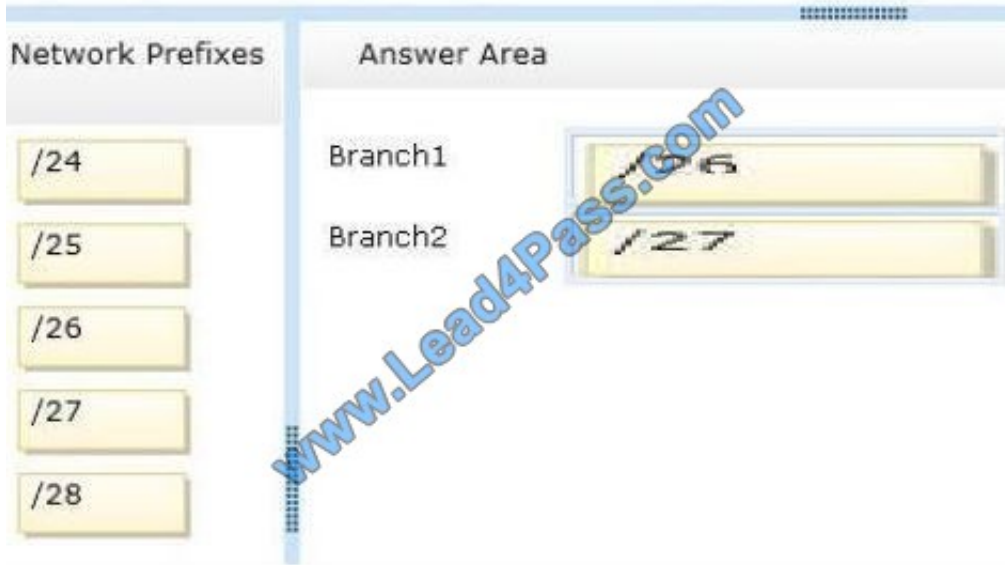 Network Prefixes
Answer Area
/24
/25
/26
/27
/28
Branch1
/26
Branch2
/27
www.Lead4Pass.com